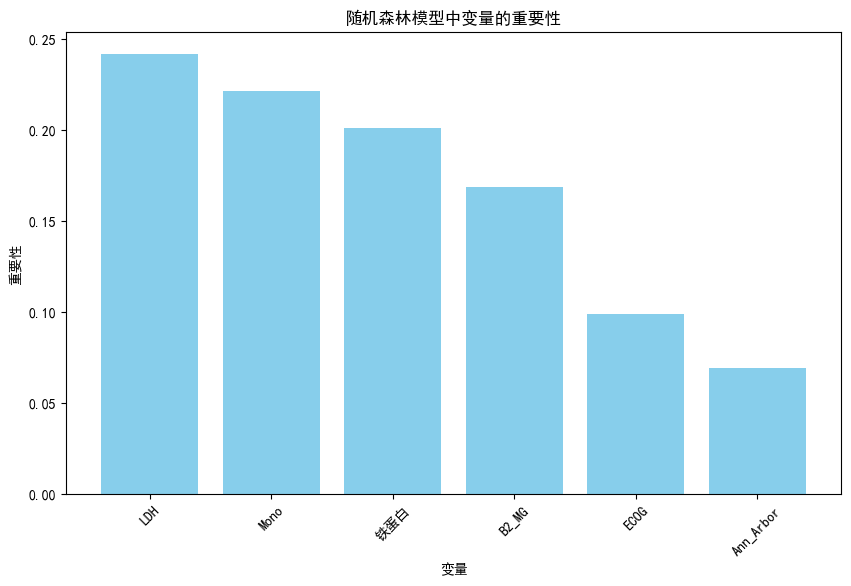 随机森林模型中变量的重要性
重要性
0.25
0.20
0.15
0.10
0.05
0.00
LDH
Mono
铁蛋白
B2_MG
ECOG
Ann_Arbor
变量